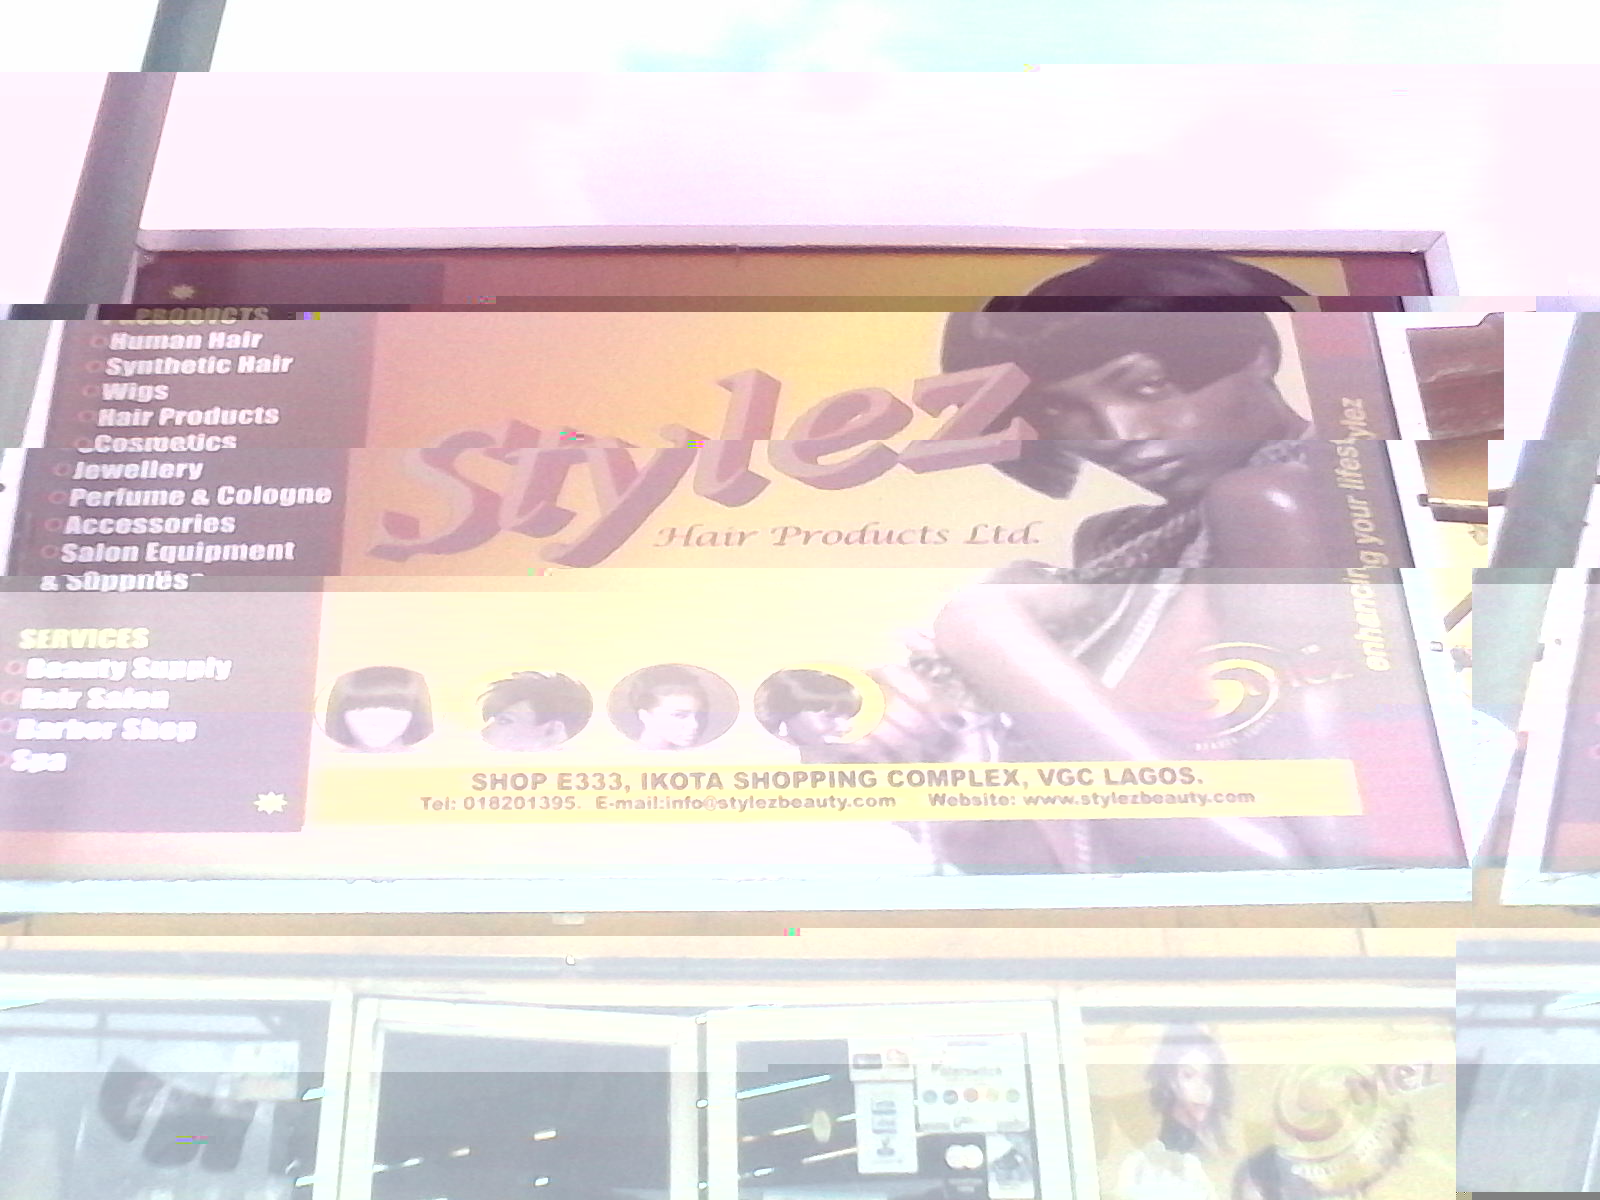 PRODUCTS
Human Hair
Synthetic Hair
Wigs
Hair Products
Cosmetics
Jewellery
Perfume & Cologne
Accessories
Salon Equipment
& Supplies
SERVICES
Beauty Supply
Hair Salon
Barber Shop
Spa
Stylez
Hair Products Ltd.
enhancing your lifestylez
SHOP E333, IKOTA SHOPPING COMPLEX, VGC LAGOS.
Tel: 018201395. E-mail:info@stylezbeauty.com Website: www.stylezbeauty.com